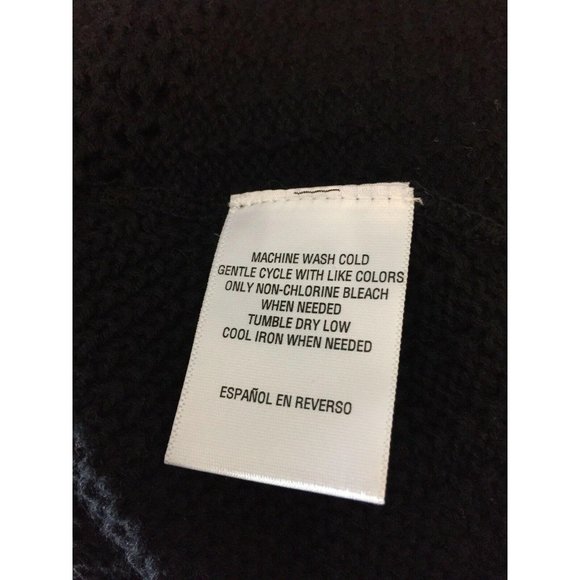 MACHINE WASH COLD
GENTLE CYCLE WITH LIKE COLORS
ONLY NON-CHLORINE BLEACH
WHEN NEEDED
TUMBLE DRY LOW
COOL IRON WHEN NEEDED
ESPAÑOL EN REVERSO